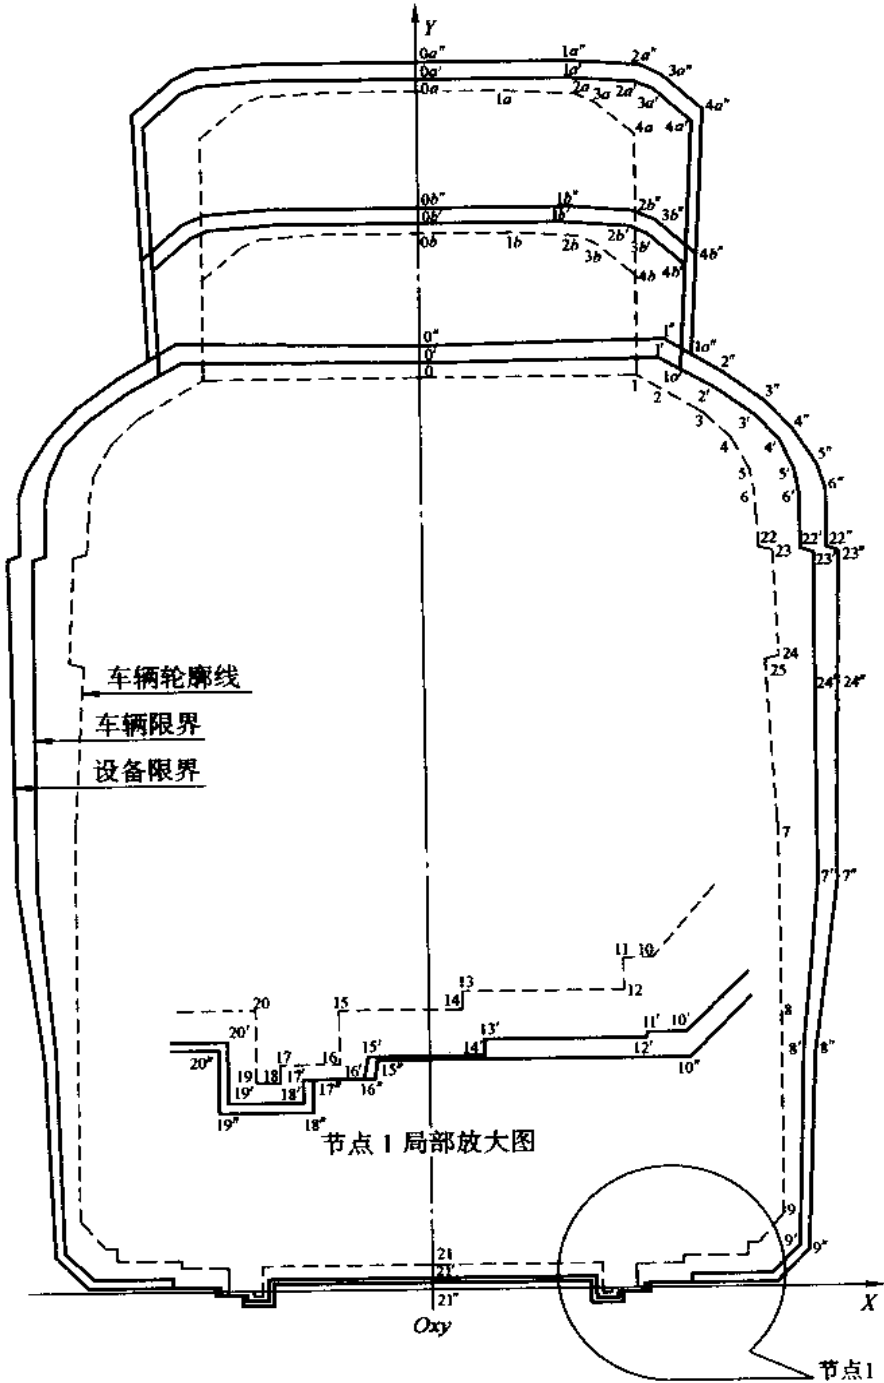 Y
0a″ 1a″ 2a″ 3a″ 4a″
0a′ 1a′ 2a′ 3a′ 4a′
0a 1a 2a 3a 4a
0b″ 1b″ 2b″ 3b″ 4b″
0b′ 1b′ 2b′ 3b′ 4b′
0b 1b 2b 3b 4b
0″ 1″ 1a″ 2″ 3″ 4″ 5″ 6″
0′ 1′ 1a′ 2′ 3′ 4′ 5′ 6′
0 1 2 3 4 5 6
22 22′ 22″
23 23′ 23″
24 24′ 24″
25
车辆轮廓线
车辆限界
设备限界
7
7′ 7″
11 10
13 12
20 15 14
8
20′ 13′ 11′ 10′
20″ 17 16 15′ 14′ 12′ 8′ 8″
19 18 17′ 16′ 15″ 10″
19′ 18′ 17″ 16″
19″ 18″
节点 1 局部放大图
9
9′ 9″
21
21′
21″
X
Oxy
节点1